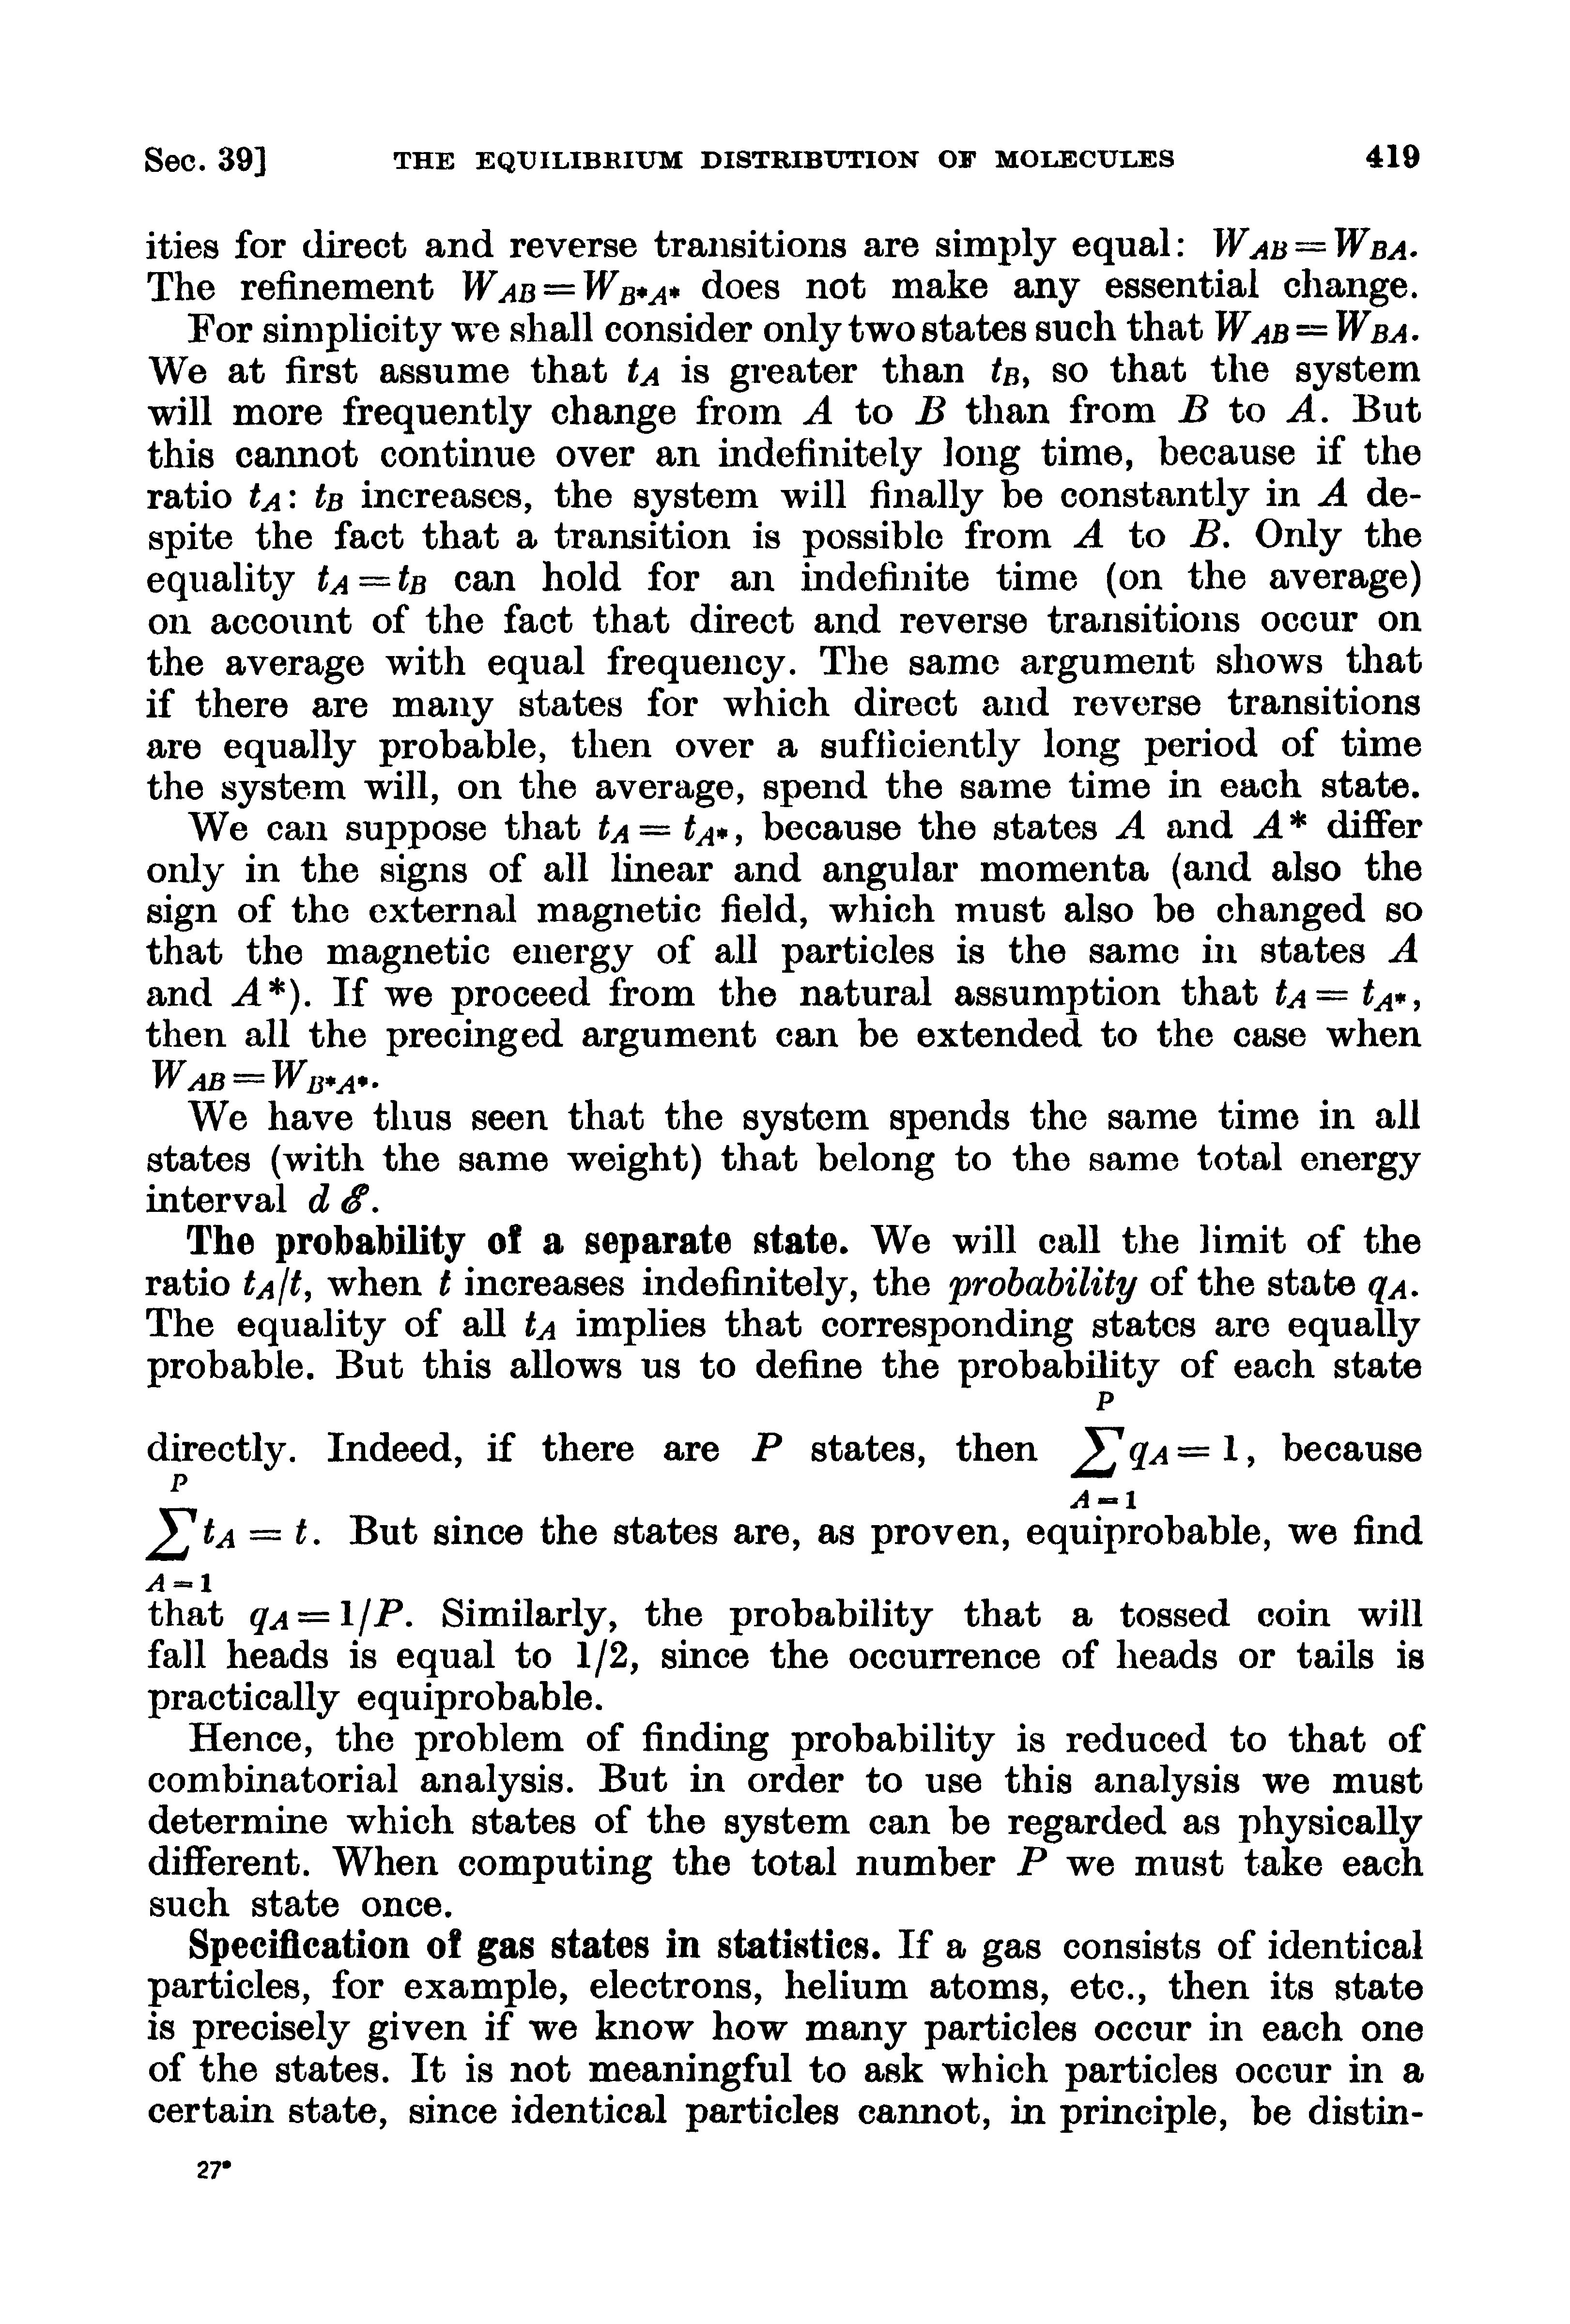 Sec. 39] THE EQUILIBRIUM DISTRIBUTION OF MOLECULES 419
ities for direct and reverse transitions are simply equal: W_AB = W_BA.
The refinement W_AB = W_B*A* does not make any essential change.
For simplicity we shall consider only two states such that W_AB = W_BA.
We at first assume that t_A is greater than t_B, so that the system
will more frequently change from A to B than from B to A. But
this cannot continue over an indefinitely long time, because if the
ratio t_A : t_B increases, the system will finally be constantly in A de-
spite the fact that a transition is possible from A to B. Only the
equality t_A = t_B can hold for an indefinite time (on the average)
on account of the fact that direct and reverse transitions occur on
the average with equal frequency. The same argument shows that
if there are many states for which direct and reverse transitions
are equally probable, then over a sufficiently long period of time
the system will, on the average, spend the same time in each state.
We can suppose that t_A = t_A*, because the states A and A* differ
only in the signs of all linear and angular momenta (and also the
sign of the external magnetic field, which must also be changed so
that the magnetic energy of all particles is the same in states A
and A*). If we proceed from the natural assumption that t_A = t_A*,
then all the precinged argument can be extended to the case when
W_AB = W_B*A*.
We have thus seen that the system spends the same time in all
states (with the same weight) that belong to the same total energy
interval d ℰ.
The probability of a separate state. We will call the limit of the
ratio t_A/t, when t increases indefinitely, the probability of the state q_A.
The equality of all t_A implies that corresponding states are equally
probable. But this allows us to define the probability of each state
P
directly. Indeed, if there are P states, then ∑ q_A = 1, because
P
A = 1
∑ t_A = t. But since the states are, as proven, equiprobable, we find
A = 1
that q_A = 1/P. Similarly, the probability that a tossed coin will
fall heads is equal to 1/2, since the occurrence of heads or tails is
practically equiprobable.
Hence, the problem of finding probability is reduced to that of
combinatorial analysis. But in order to use this analysis we must
determine which states of the system can be regarded as physically
different. When computing the total number P we must take each
such state once.
Specification of gas states in statistics. If a gas consists of identical
particles, for example, electrons, helium atoms, etc., then its state
is precisely given if we know how many particles occur in each one
of the states. It is not meaningful to ask which particles occur in a
certain state, since identical particles cannot, in principle, be distin-
27*